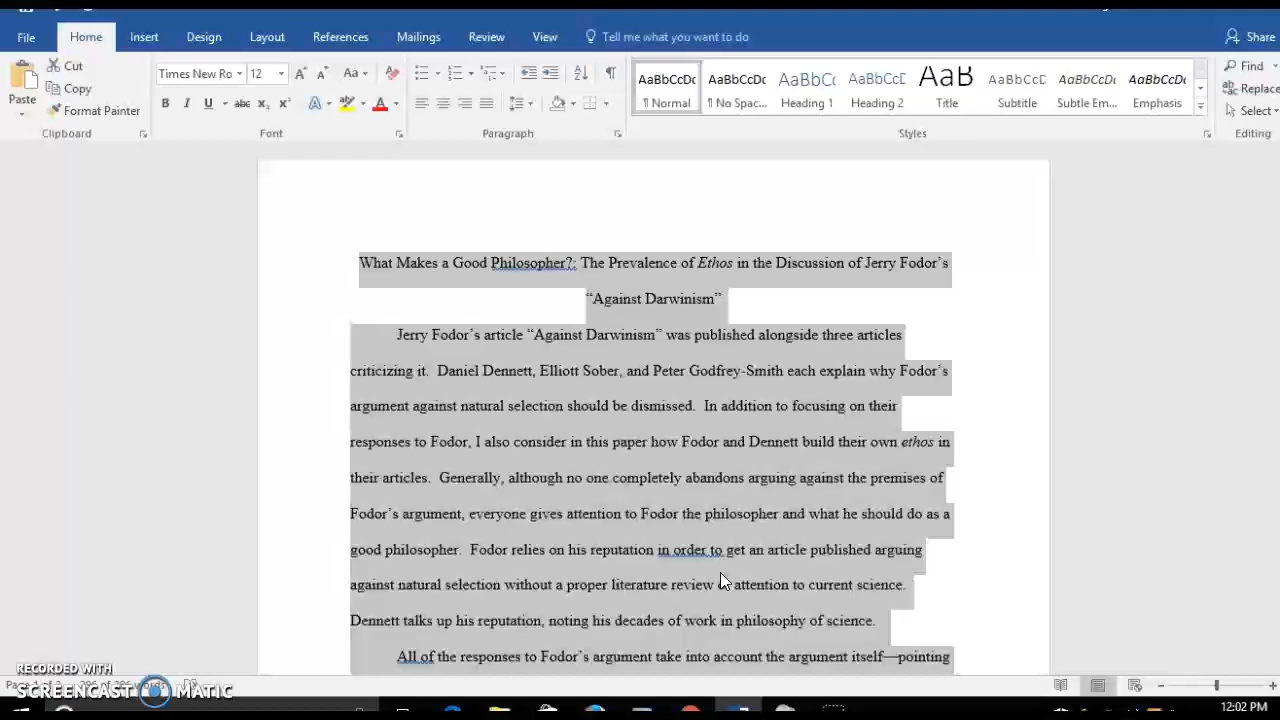 File Home Insert Design Layout References Mailings Review View Tell me what you want to do Share
Paste Cut Copy Format Painter
Times New Ro 12 Aa
B I U abc X₂ X² A A
AaBbCcDc AaBbCcDc AaBbCc AaBbCcD AaB AaBbCcD AaBbCcDc AaBbCcDc
¶ Normal ¶ No Spac... Heading 1 Heading 2 Title Subtitle Subtle Em... Emphasis
Find
Replace
Select
Clipboard Font Paragraph Styles Editing
What Makes a Good Philosopher?: The Prevalence of Ethos in the Discussion of Jerry Fodor’s
“Against Darwinism”
Jerry Fodor’s article “Against Darwinism” was published alongside three articles
criticizing it.  Daniel Dennett, Elliott Sober, and Peter Godfrey-Smith each explain why Fodor’s
argument against natural selection should be dismissed.  In addition to focusing on their
responses to Fodor, I also consider in this paper how Fodor and Dennett build their own ethos in
their articles.  Generally, although no one completely abandons arguing against the premises of
Fodor’s argument, everyone gives attention to Fodor the philosopher and what he should do as a
good philosopher.  Fodor relies on his reputation in order to get an article published arguing
against natural selection without a proper literature review attention to current science.
Dennett talks up his reputation, noting his decades of work in philosophy of science.
All of the responses to Fodor’s argument take into account the argument itself—pointing
RECORDED WITH
SCREENCAST MATIC
12:02 PM